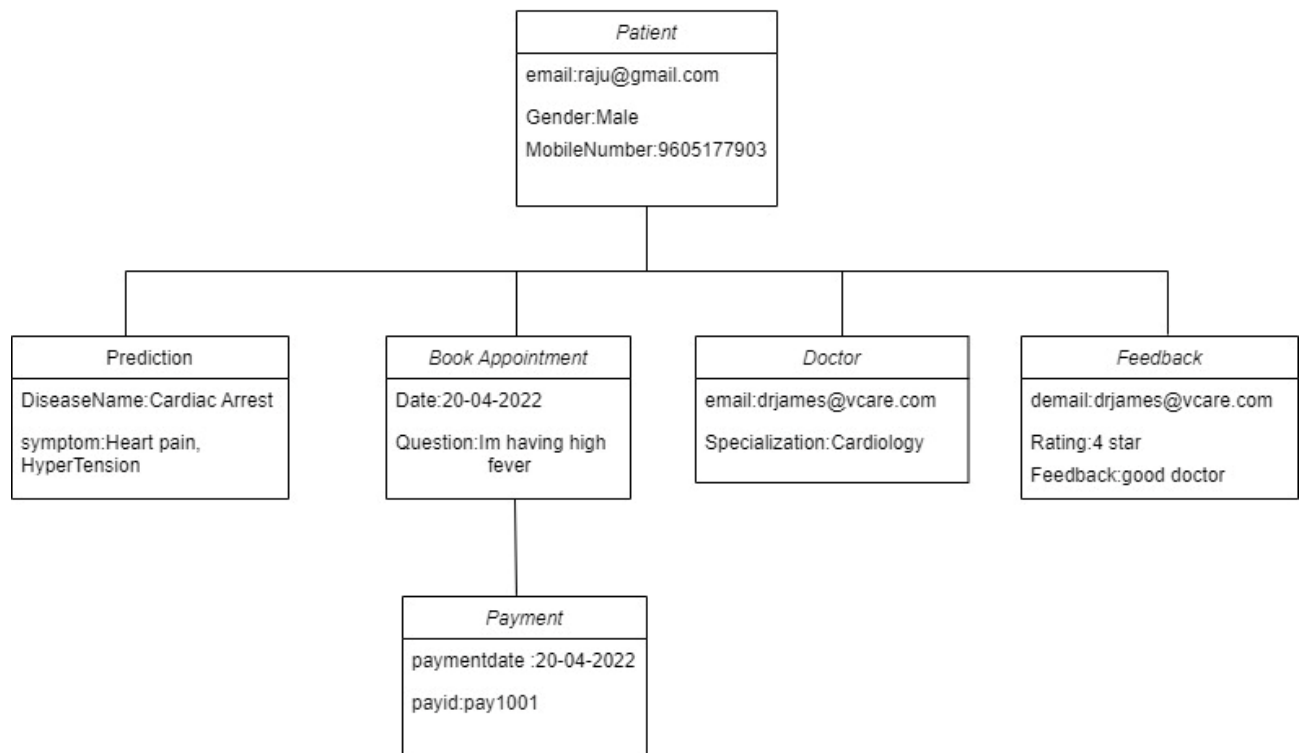 Patient
email:raju@gmail.com
Gender:Male
MobileNumber:9605177903
Prediction
DiseaseName:Cardiac Arrest
symptom:Heart pain,
HyperTension
Book Appointment
Date:20-04-2022
Question:Im having high
fever
Doctor
email:drjames@vcare.com
Specialization:Cardiology
Feedback
demail:drjames@vcare.com
Rating:4 star
Feedback:good doctor
Payment
paymentdate :20-04-2022
payid:pay1001